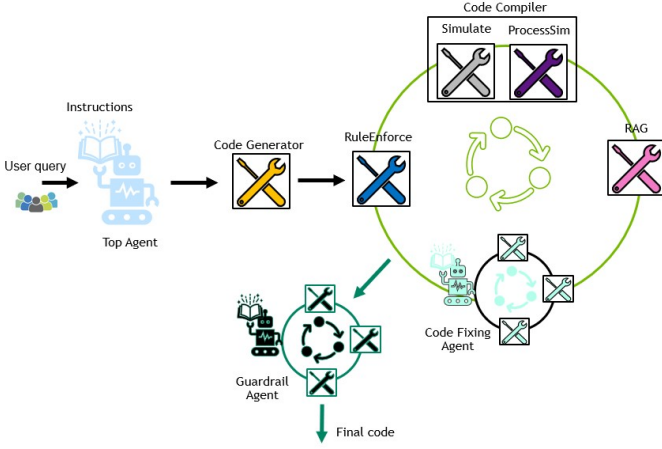 Code Compiler
Simulate
ProcessSim
Instructions
RuleEnforce
RAG
Code Generator
User query
Top Agent
Code Fixing
Agent
Guardrail
Agent
Final code